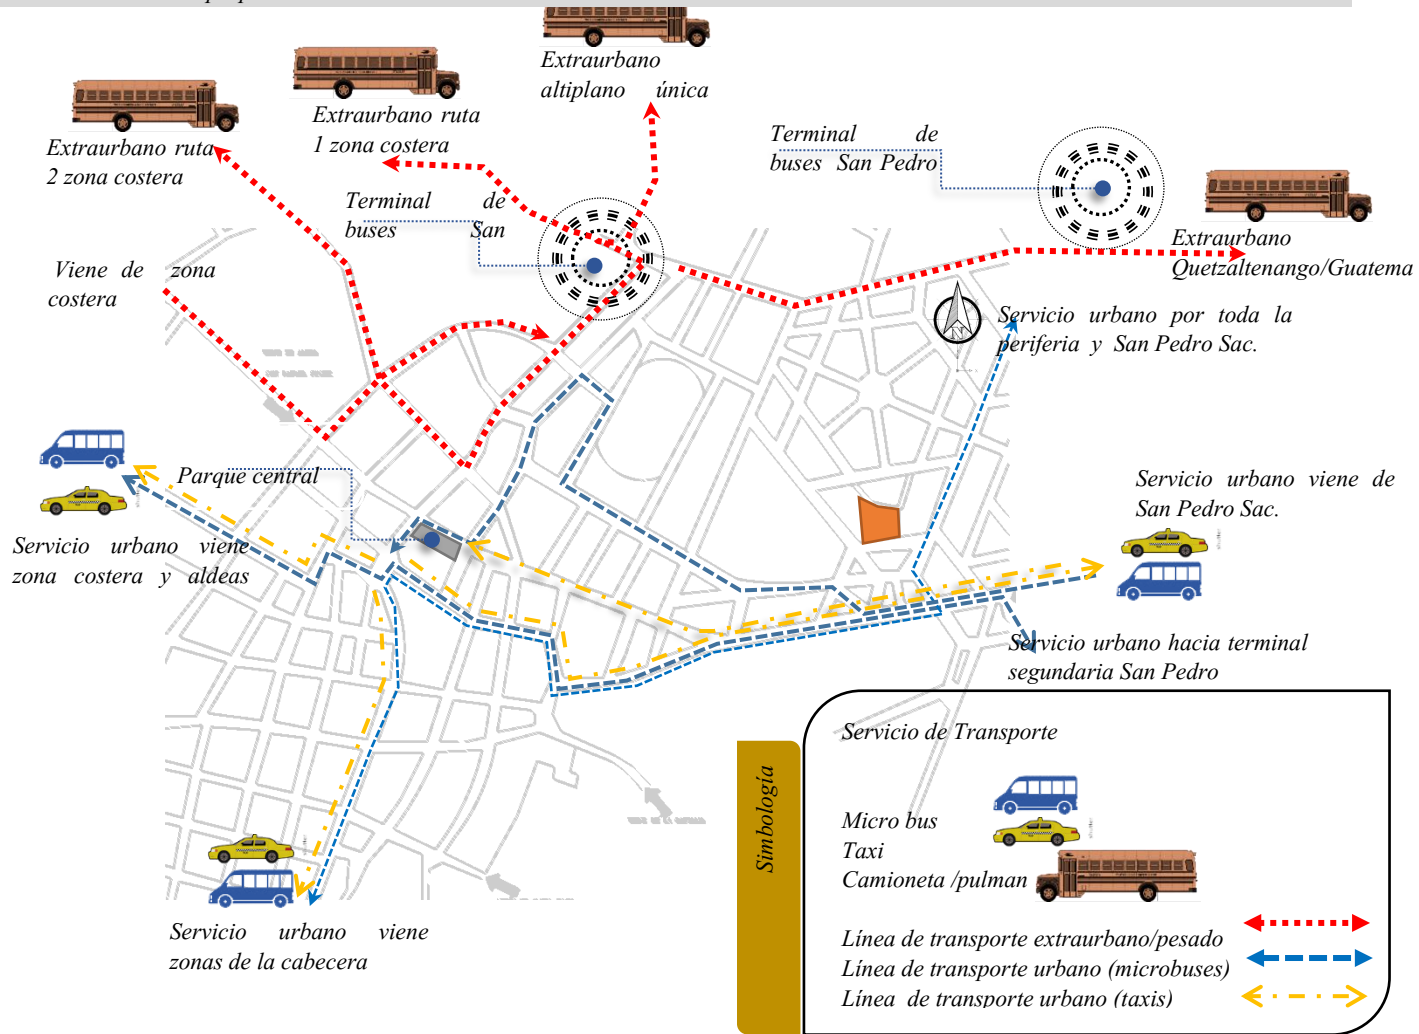 Extraurbano
altiplano única
Extraurbano ruta
1 zona costera
Extraurbano ruta
2 zona costera
Terminal de
buses San Pedro
Terminal de
buses San
Extraurbano
Quetzaltenango/Guatema
Viene de zona
costera
N
Servicio urbano por toda la
periferia y San Pedro Sac.
Parque central
Servicio urbano viene de
San Pedro Sac.
Servicio urbano viene
zona costera y aldeas
Servicio urbano hacia terminal
segundaria San Pedro
Servicio urbano viene
zonas de la cabecera
Simbología
Servicio de Transporte
Micro bus
Taxi
Camioneta /pulman
Línea de transporte extraurbano/pesado
Línea de transporte urbano (microbuses)
Línea de transporte urbano (taxis)